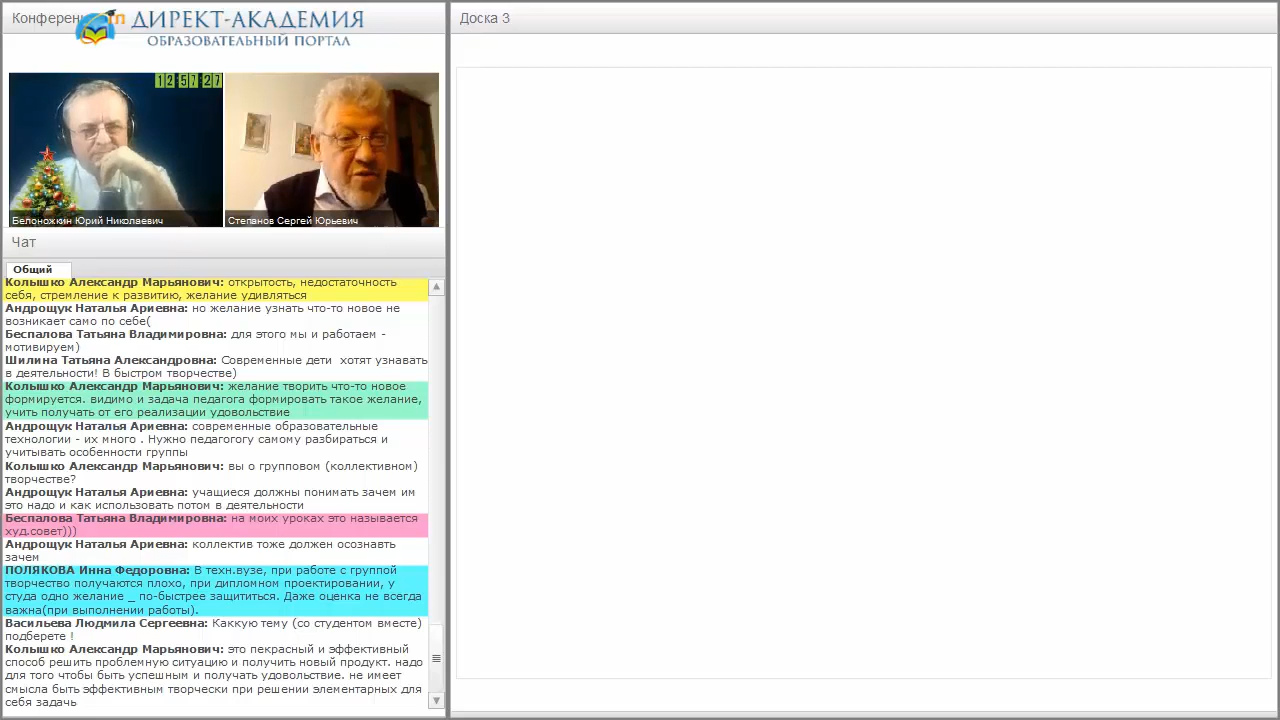 Конферен
ДИРЕКТ-АКАДЕМИЯ
ОБРАЗОВАТЕЛЬНЫЙ ПОРТАЛ
Доска 3
12:57:27
Белоножкин Юрий Николаевич
Степанов Сергей Юрьевич
Чат
Общий
Колышко Александр Марьянович: открытость, недостаточность
себя, стремление к развитию, желание удивляться
Андрощук Наталья Ариевна: но желание узнать что-то новое не
возникает само по себе(
Беспалова Татьяна Владимировна: для этого мы и работаем -
мотивируем)
Шилина Татьяна Александровна: Современные дети хотят узнавать
в деятельности! В быстром творчестве)
Колышко Александр Марьянович: желание творить что-то новое
формируется. видимо и задача педагога формировать такое желание,
учить получать от его реализации удовольствие
Андрощук Наталья Ариевна: современные образовательные
технологии - их много . Нужно педагогогу самому разбираться и
учитывать особенности группы
Колышко Александр Марьянович: вы о групповом (коллективном)
творчестве?
Андрощук Наталья Ариевна: учащиеся должны понимать зачем им
это надо и как использовать потом в деятельности
Беспалова Татьяна Владимировна: на моих уроках это называется
худ.совет)))
Андрощук Наталья Ариевна: коллектив тоже должен осознавть
зачем
ПОЛЯКОВА Инна Федоровна: В техн.вузе, при работе с группой
творчество получаются плохо, при дипломном проектировании, у
студа одно желание _ по-быстрее защититься. Даже оценка не всегда
важна(при выполнении работы).
Васильева Людмила Сергеевна: Каккую тему (со студентом вместе)
подберете !
Колышко Александр Марьянович: это пекрасный и эффективный
способ решить проблемную ситуацию и получить новый продукт. надо
для того чтобы быть успешным и получать удовольствие. не имеет
смысла быть эффективным творчески при решении элементарных для
себя задачь